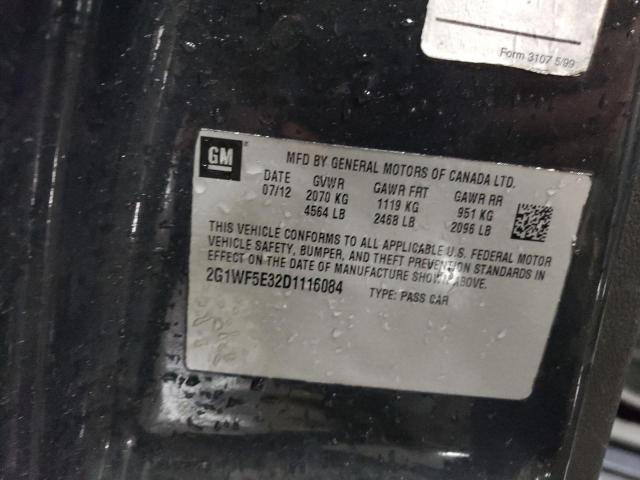 Form 3107 5/99
GM
MFD BY GENERAL MOTORS OF CANADA LTD.
DATE GVWR GAWR FRT GAWR RR
07/12 2070 KG 1119 KG 951 KG
4564 LB 2468 LB 2096 LB
THIS VEHICLE CONFORMS TO ALL APPLICABLE U.S. FEDERAL MOTOR
VEHICLE SAFETY, BUMPER, AND THEFT PREVENTION STANDARDS IN
EFFECT ON THE DATE OF MANUFACTURE SHOWN ABOVE.
2G1WF5E32D1116084 TYPE: PASS CAR